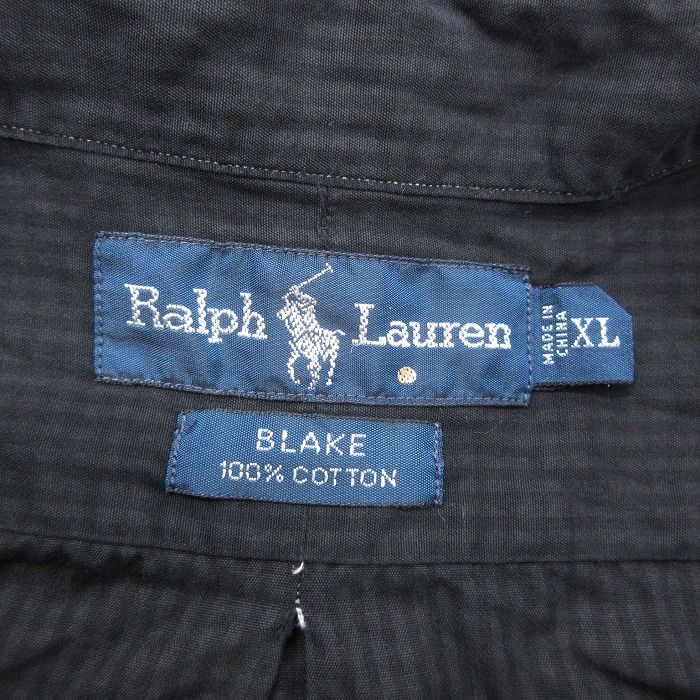 Ralph Lauren
MADE IN
CHINA
XL
BLAKE
100% COTTON